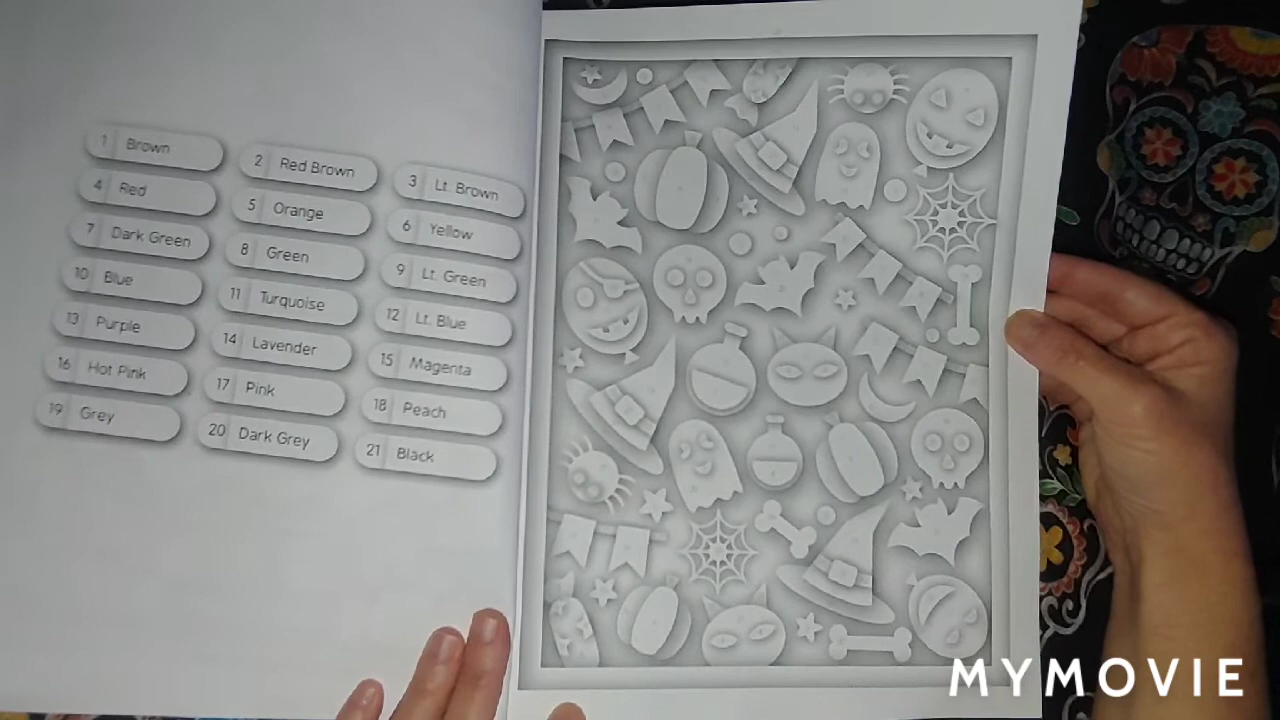 1 Brown 2 Red Brown 3 Lt. Brown
4 Red 5 Orange 6 Yellow
7 Dark Green 8 Green 9 Lt. Green
10 Blue 11 Turquoise 12 Lt. Blue
13 Purple 14 Lavender 15 Magenta
16 Hot Pink 17 Pink 18 Peach
19 Grey 20 Dark Grey 21 Black
MYMOVIE